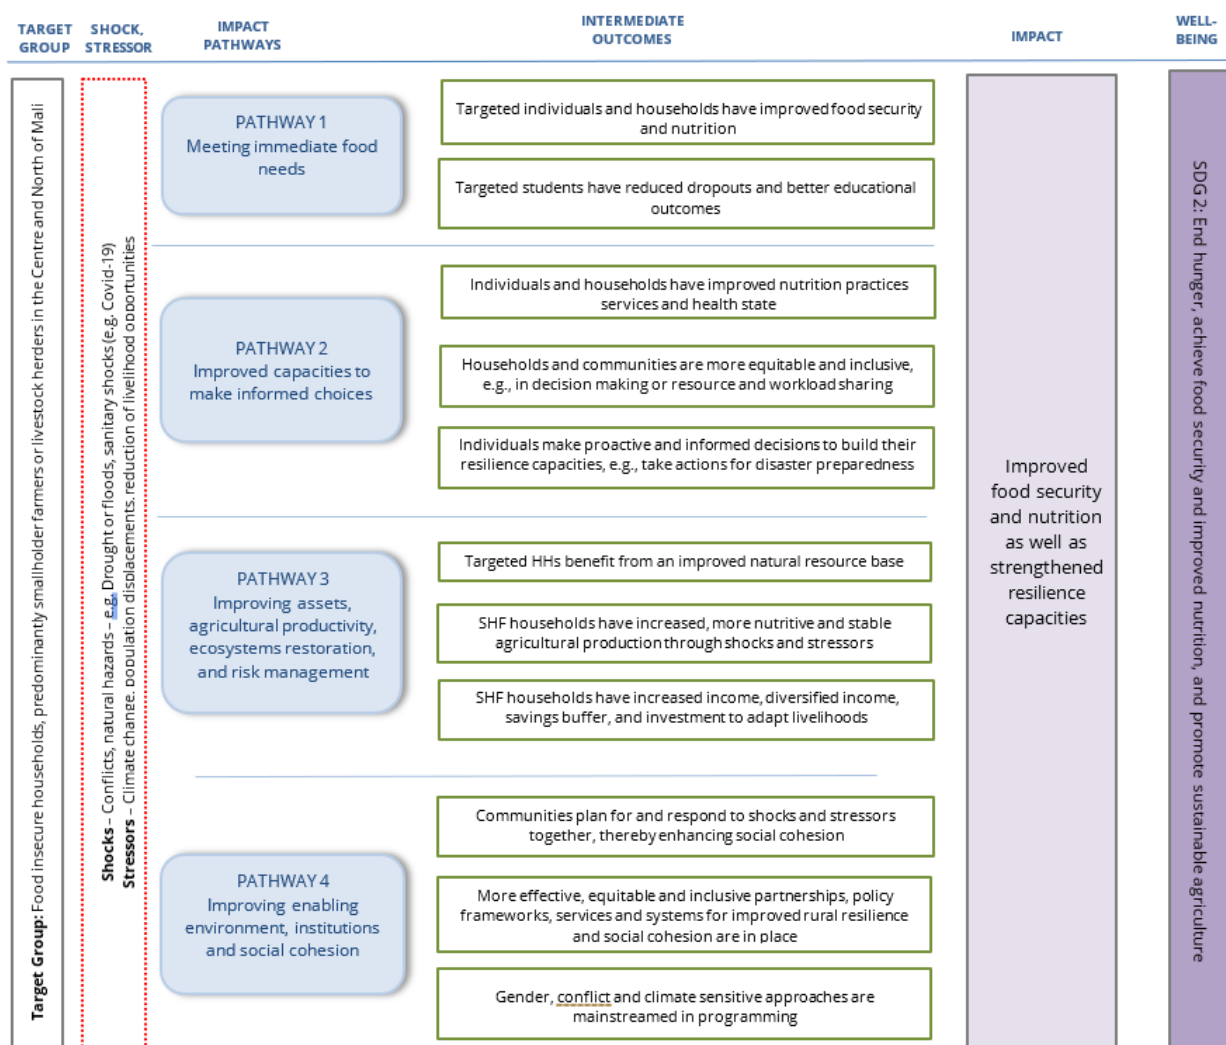 TARGET GROUP
SHOCK, STRESSOR
IMPACT PATHWAYS
INTERMEDIATE OUTCOMES
IMPACT
WELL-BEING
Target Group: Food insecure households, predominantly smallholder farmers or livestock herders in the Centre and North of Mali
Shocks – Conflicts, natural hazards – e.g. Drought or floods, sanitary shocks (e.g. Covid-19)
Stressors – Climate change, population displacements, reduction of livelihood opportunities
PATHWAY 1
Meeting immediate food
needs
Targeted individuals and households have improved food security
and nutrition
Targeted students have reduced dropouts and better educational
outcomes
PATHWAY 2
Improved capacities to
make informed choices
Individuals and households have improved nutrition practices
services and health state
Households and communities are more equitable and inclusive,
e.g., in decision making or resource and workload sharing
Individuals make proactive and informed decisions to build their
resilience capacities, e.g., take actions for disaster preparedness
PATHWAY 3
Improving assets,
agricultural productivity,
ecosystems restoration,
and risk management
Targeted HHs benefit from an improved natural resource base
SHF households have increased, more nutritive and stable
agricultural production through shocks and stressors
SHF households have increased income, diversified income,
savings buffer, and investment to adapt livelihoods
PATHWAY 4
Improving enabling
environment, institutions
and social cohesion
Communities plan for and respond to shocks and stressors
together, thereby enhancing social cohesion
More effective, equitable and inclusive partnerships, policy
frameworks, services and systems for improved rural resilience
and social cohesion are in place
Gender, conflict and climate sensitive approaches are
mainstreamed in programming
Improved
food security
and nutrition
as well as
strengthened
resilience
capacities
SDG 2: End hunger, achieve food security and improved nutrition, and promote sustainable agriculture